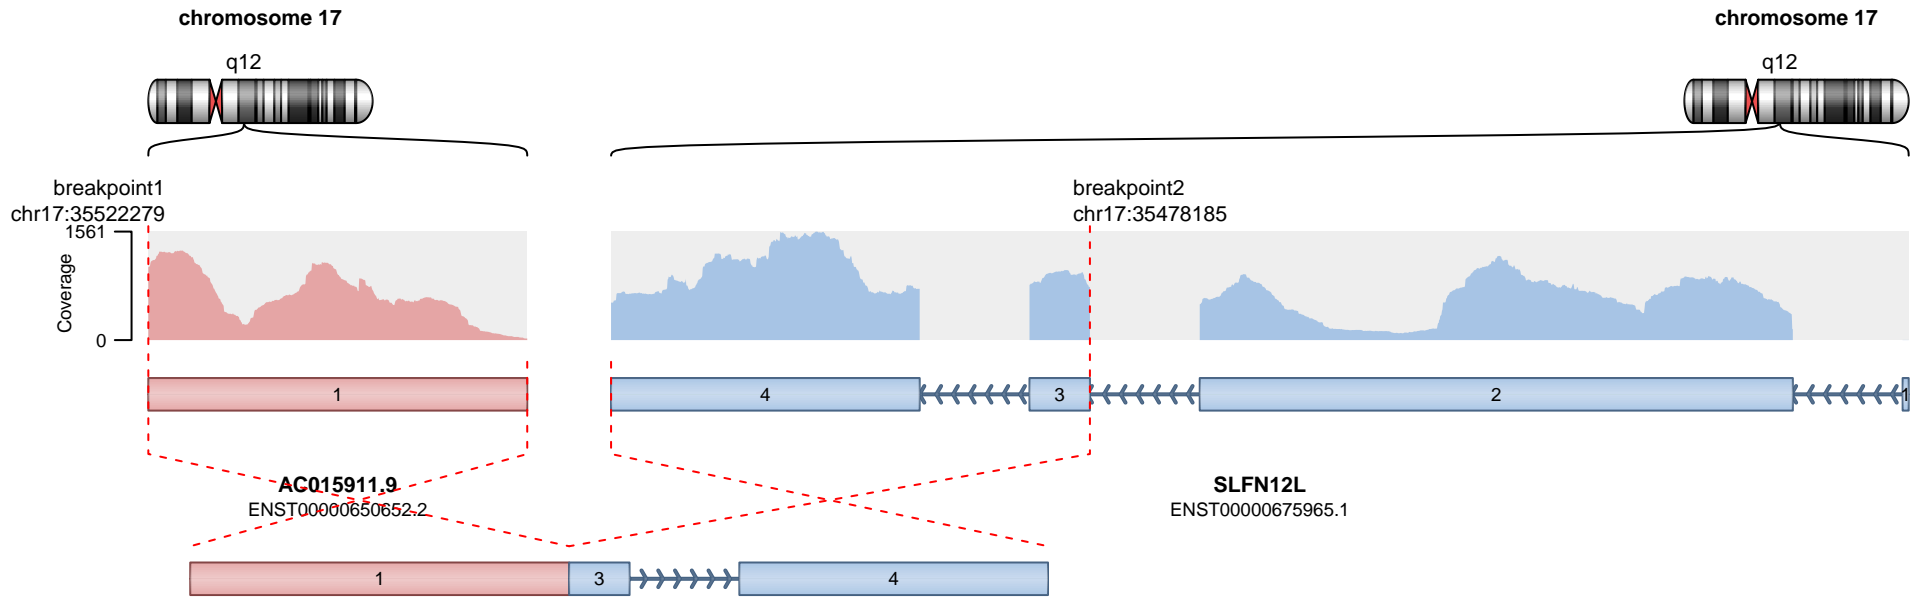 chromosome 17
chromosome 17
q12
q12
breakpoint1
chr17:35522279
breakpoint2
chr17:35478185
1561
Coverage
0
1
4
3
2
1
AC015911.9
ENST00000650652.2
SLFN12L
ENST00000675965.1
1
3
4